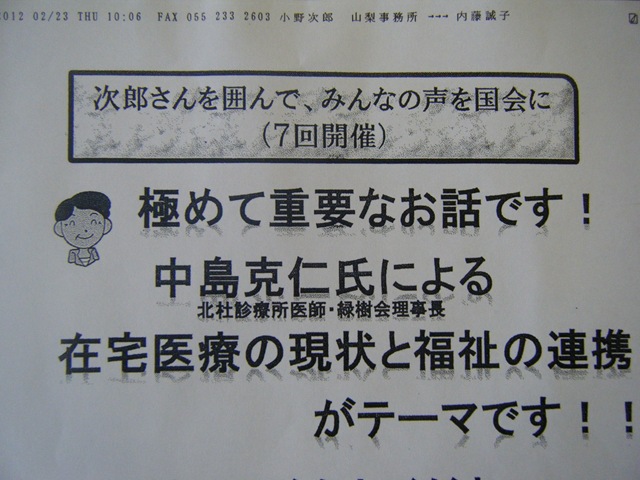 2012 02/23 THU 10:06 FAX 055 233 2603 小野次郎 山梨事務所 →→→ 内藤誠子
次郎さんを囲んで、みんなの声を国会に
（７回開催）
極めて重要なお話です！
中島克仁氏による
北杜診療所医師・緑樹会理事長
在宅医療の現状と福祉の連携
がテーマです！！